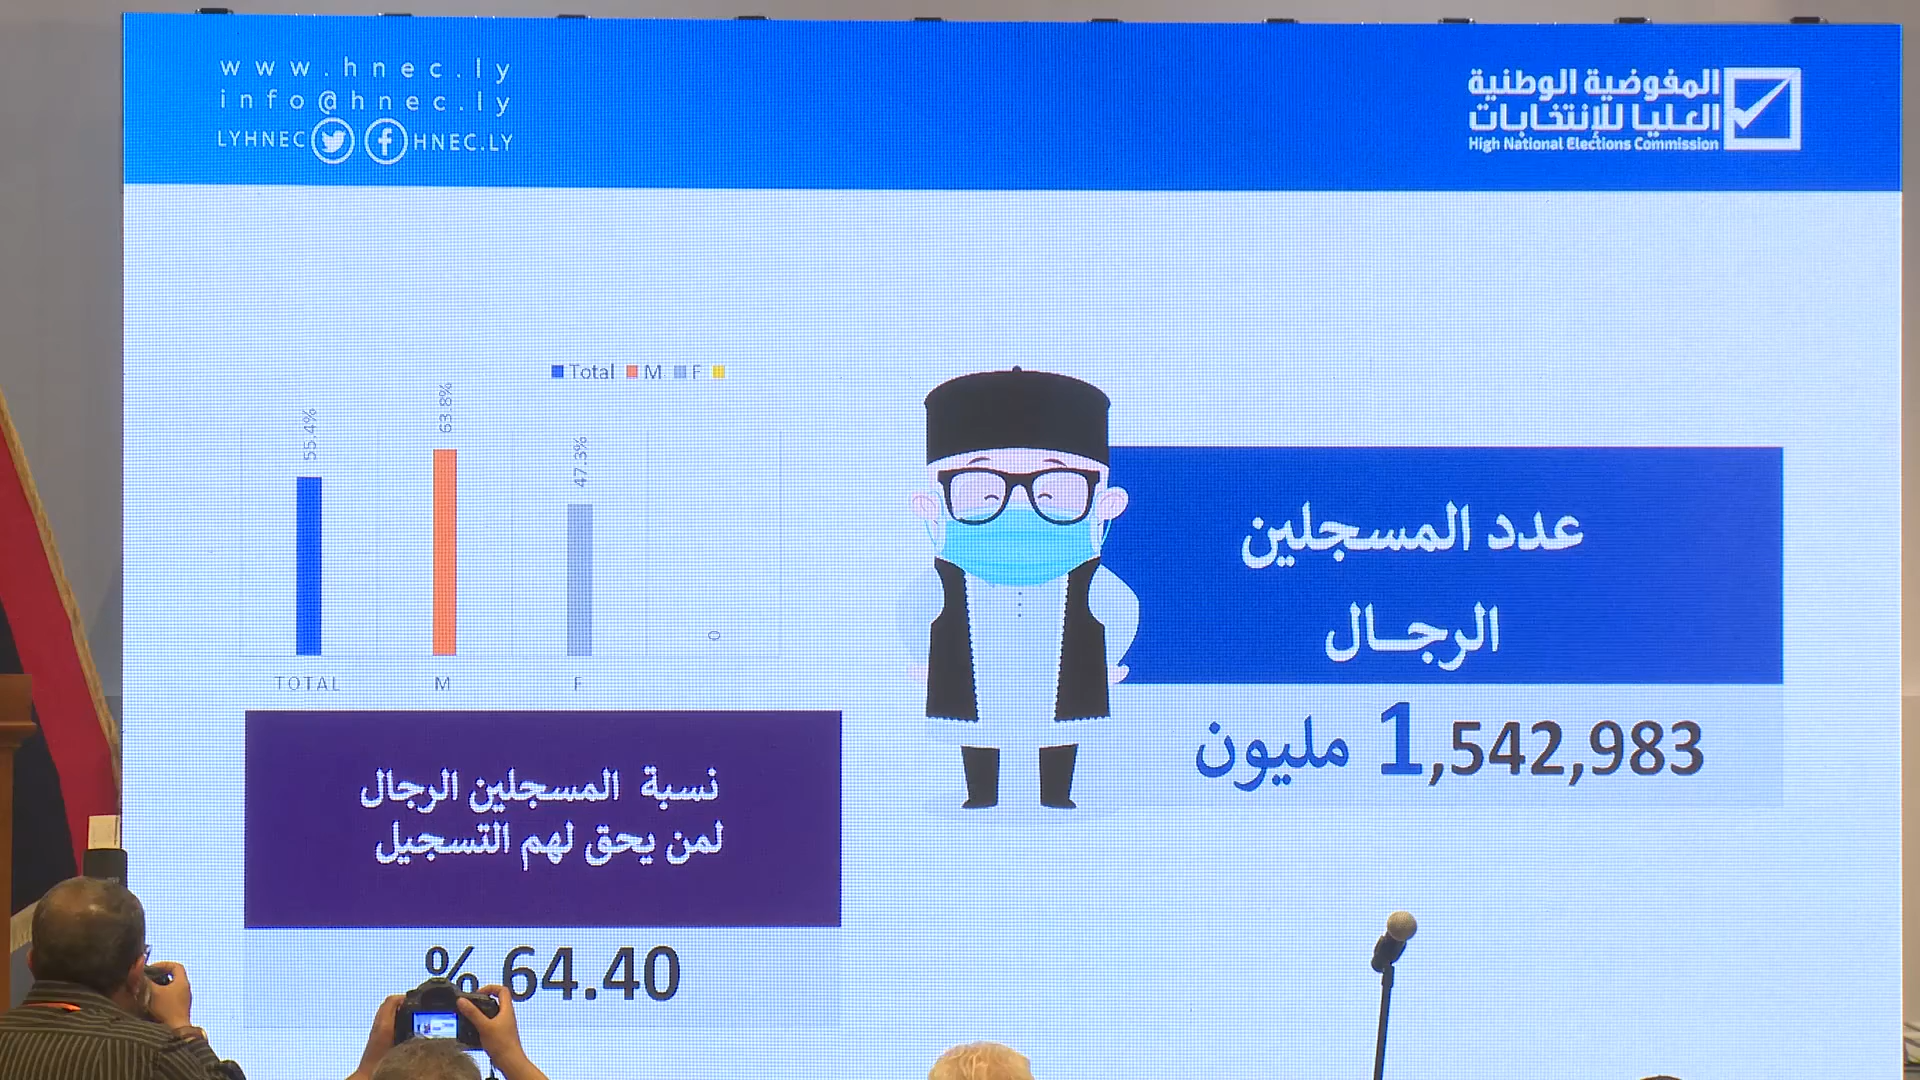 www.hnec.ly
info@hnec.ly
LYHNEC HNEC.LY
المفوضية الوطنية
العليا للإنتخابات
High National Elections Commission
Total M F
55.4%
63.8%
47.3%
0
TOTAL M F
عدد المسجلين
الرجــال
1,542,983 مليون
نسبة المسجلين الرجال
لمن يحق لهم التسجيل
% 64.40